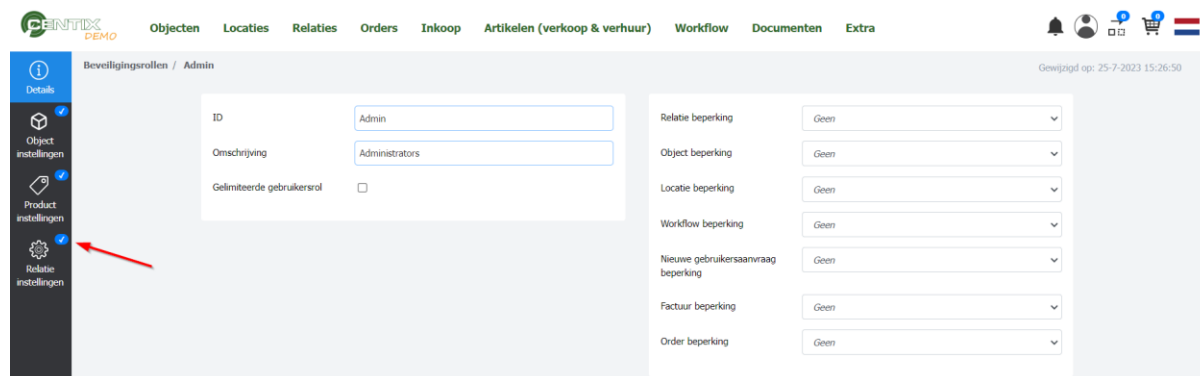 CENTIX
DEMO
Objecten Locaties Relaties Orders Inkoop Artikelen (verkoop & verhuur) Workflow Documenten Extra
0 0
Details
Beveiligingsrollen / Admin
Gewijzigd op: 25-7-2023 15:26:50
Object
instellingen
Product
instellingen
Relatie
instellingen
ID Admin
Omschrijving Administrators
Gelimiteerde gebruikersrol
Relatie beperking Geen
Object beperking Geen
Locatie beperking Geen
Workflow beperking Geen
Nieuwe gebruikersaanvraag Geen
beperking
Factuur beperking Geen
Order beperking Geen